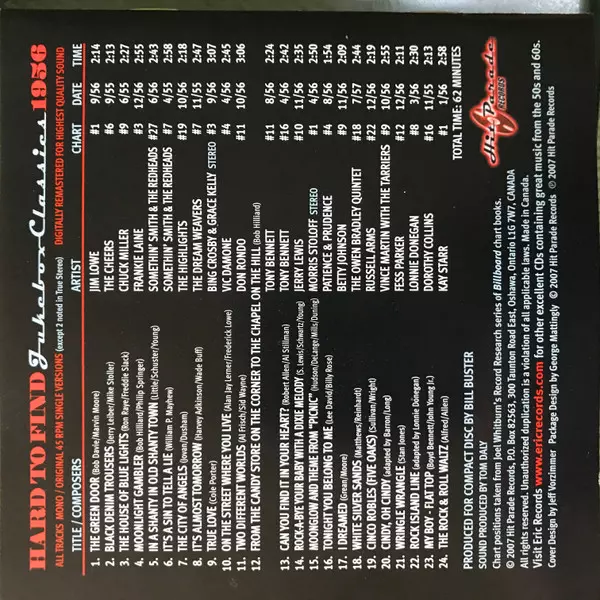 HARD TO FIND Jukebox Classics 1956
ALL TRACKS MONO / ORIGINAL 45 RPM SINGLE VERSIONS (except 2 noted in True Stereo) DIGITALLY REMASTERED FOR HIGHEST QUALITY SOUND
TITLE / COMPOSERS ARTIST CHART DATE TIME
1. THE GREEN DOOR (Bob Davie/Marvin Moore) JIM LOWE #1 9/56 2:14
2. BLACK DENIM TROUSERS (Jerry Leiber/Mike Stoller) THE CHEERS #6 9/55 2:13
3. THE HOUSE OF BLUE LIGHTS (Don Raye/Freddie Slack) CHUCK MILLER #9 6/55 2:27
4. MOONLIGHT GAMBLER (Bob Hilliard/Philip Springer) FRANKIE LAINE #3 12/56 2:55
5. IN A SHANTY IN OLD SHANTY TOWN (Little/Schuster/Young) SOMETHIN' SMITH & THE REDHEADS #27 6/56 2:43
6. IT'S A SIN TO TELL A LIE (William P. Mayhew) SOMETHIN' SMITH & THE REDHEADS #7 4/55 2:58
7. THE CITY OF ANGELS (Bevan/Dusham) THE HIGHLIGHTS #19 10/56 2:18
8. IT'S ALMOST TOMORROW (Harvey Adkinson/Wade Buff) THE DREAM WEAVERS #7 11/55 2:47
9. TRUE LOVE (Cole Porter) BING CROSBY & GRACE KELLY STEREO #3 9/56 3:07
10. ON THE STREET WHERE YOU LIVE (Alan Jay Lerner/Frederick Lowe) VIC DAMONE #4 4/56 2:45
11. TWO DIFFERENT WORLDS (Al Frisch/Sid Wayne) DON RONDO #11 10/56 3:06
12. FROM THE CANDY STORE ON THE CORNER TO THE CHAPEL ON THE HILL (Bob Hilliard)
TONY BENNETT #11 8/56 2:24
13. CAN YOU FIND IT IN YOUR HEART? (Robert Allen/Al Stillman) TONY BENNETT #16 4/56 2:42
14. ROCK-A-BYE YOUR BABY WITH A DIXIE MELODY (S. Lewis/Schwartz/Young) JERRY LEWIS #10 11/56 2:35
15. MOONGLOW AND THEME FROM "PICNIC" (Hudson/DeLange/Mills/Duning) MORRIS STOLOFF STEREO #1 4/56 2:50
16. TONIGHT YOU BELONG TO ME (Lee David/Billy Rose) PATIENCE & PRUDENCE #4 8/56 1:54
17. I DREAMED (Grean/Moore) BETTY JOHNSON #9 11/56 2:09
18. WHITE SILVER SANDS (Matthews/Reinhardt) THE OWEN BRADLEY QUINTET #18 7/57 2:44
19. CINCO ROBLES (FIVE OAKS) (Sullivan/Wright) RUSSELL ARMS #22 12/56 2:19
20. CINDY, OH CINDY (adapted by Barron/Long) VINCE MARTIN WITH THE TARRIERS #9 10/56 2:55
21. WRINGLE WRANGLE (Stan Jones) FESS PARKER #12 12/56 2:11
22. ROCK ISLAND LINE (adapted by Lonnie Donegan) LONNIE DONEGAN #8 3/56 2:30
23. MY BOY - FLAT TOP (Boyd Bennett/John Young Jr.) DOROTHY COLLINS #16 11/55 2:13
24. THE ROCK & ROLL WALTZ (Alfred/Allen) KAY STARR #1 1/56 2:58
TOTAL TIME: 62 MINUTES
PRODUCED FOR COMPACT DISC BY BILL BUSTER
SOUND PRODUCED BY TOM DALY
Chart positions taken from Joel Whitburn's Record Research series of Billboard chart books.
© 2007 Hit Parade Records, P.O. Box 82563, 300 Taunton Road East, Oshawa, Ontario L1G 7W7, CANADA
All rights reserved. Unauthorized duplication is a violation of all applicable laws. Made in Canada.
Visit Eric Records www.ericrecords.com for other excellent CDs containing great music from the 50s and 60s.
Cover Design by Jeff Vorzimmer Package Design by George Mattingly © 2007 Hit Parade Records ℗ 2007 Hit Parade Records
Hit Parade
RECORDS